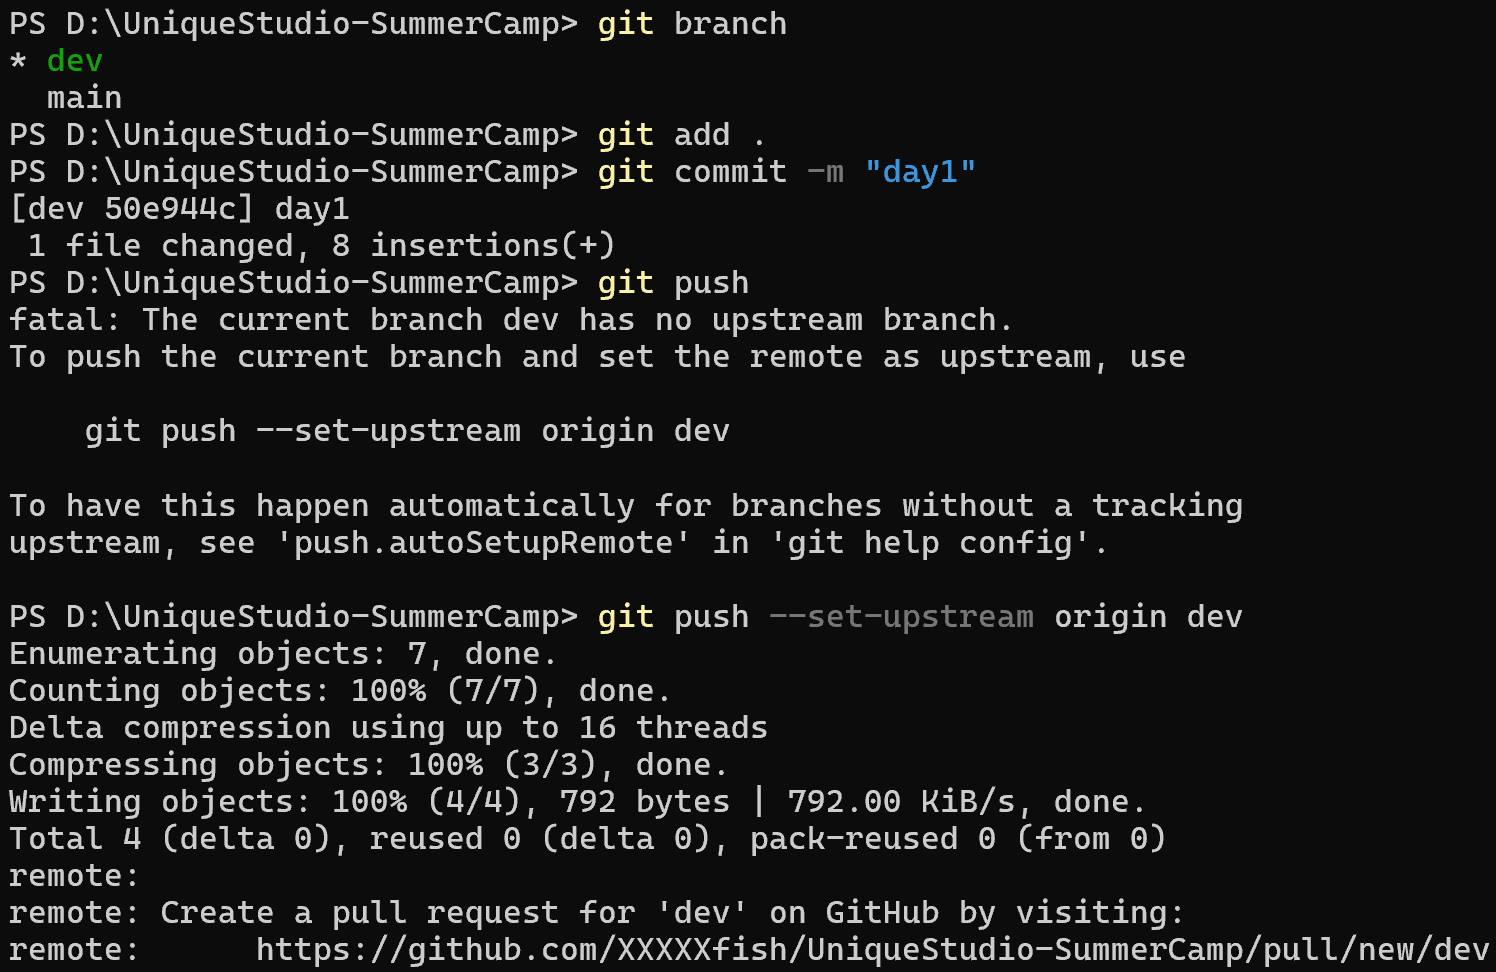 PS D:\UniqueStudio-SummerCamp> git branch
* dev
  main
PS D:\UniqueStudio-SummerCamp> git add .
PS D:\UniqueStudio-SummerCamp> git commit -m "day1"
[dev 50e944c] day1
 1 file changed, 8 insertions(+)
PS D:\UniqueStudio-SummerCamp> git push
fatal: The current branch dev has no upstream branch.
To push the current branch and set the remote as upstream, use

    git push --set-upstream origin dev

To have this happen automatically for branches without a tracking
upstream, see 'push.autoSetupRemote' in 'git help config'.

PS D:\UniqueStudio-SummerCamp> git push --set-upstream origin dev
Enumerating objects: 7, done.
Counting objects: 100% (7/7), done.
Delta compression using up to 16 threads
Compressing objects: 100% (3/3), done.
Writing objects: 100% (4/4), 792 bytes | 792.00 KiB/s, done.
Total 4 (delta 0), reused 0 (delta 0), pack-reused 0 (from 0)
remote:
remote: Create a pull request for 'dev' on GitHub by visiting:
remote:      https://github.com/XXXXXfish/UniqueStudio-SummerCamp/pull/new/dev